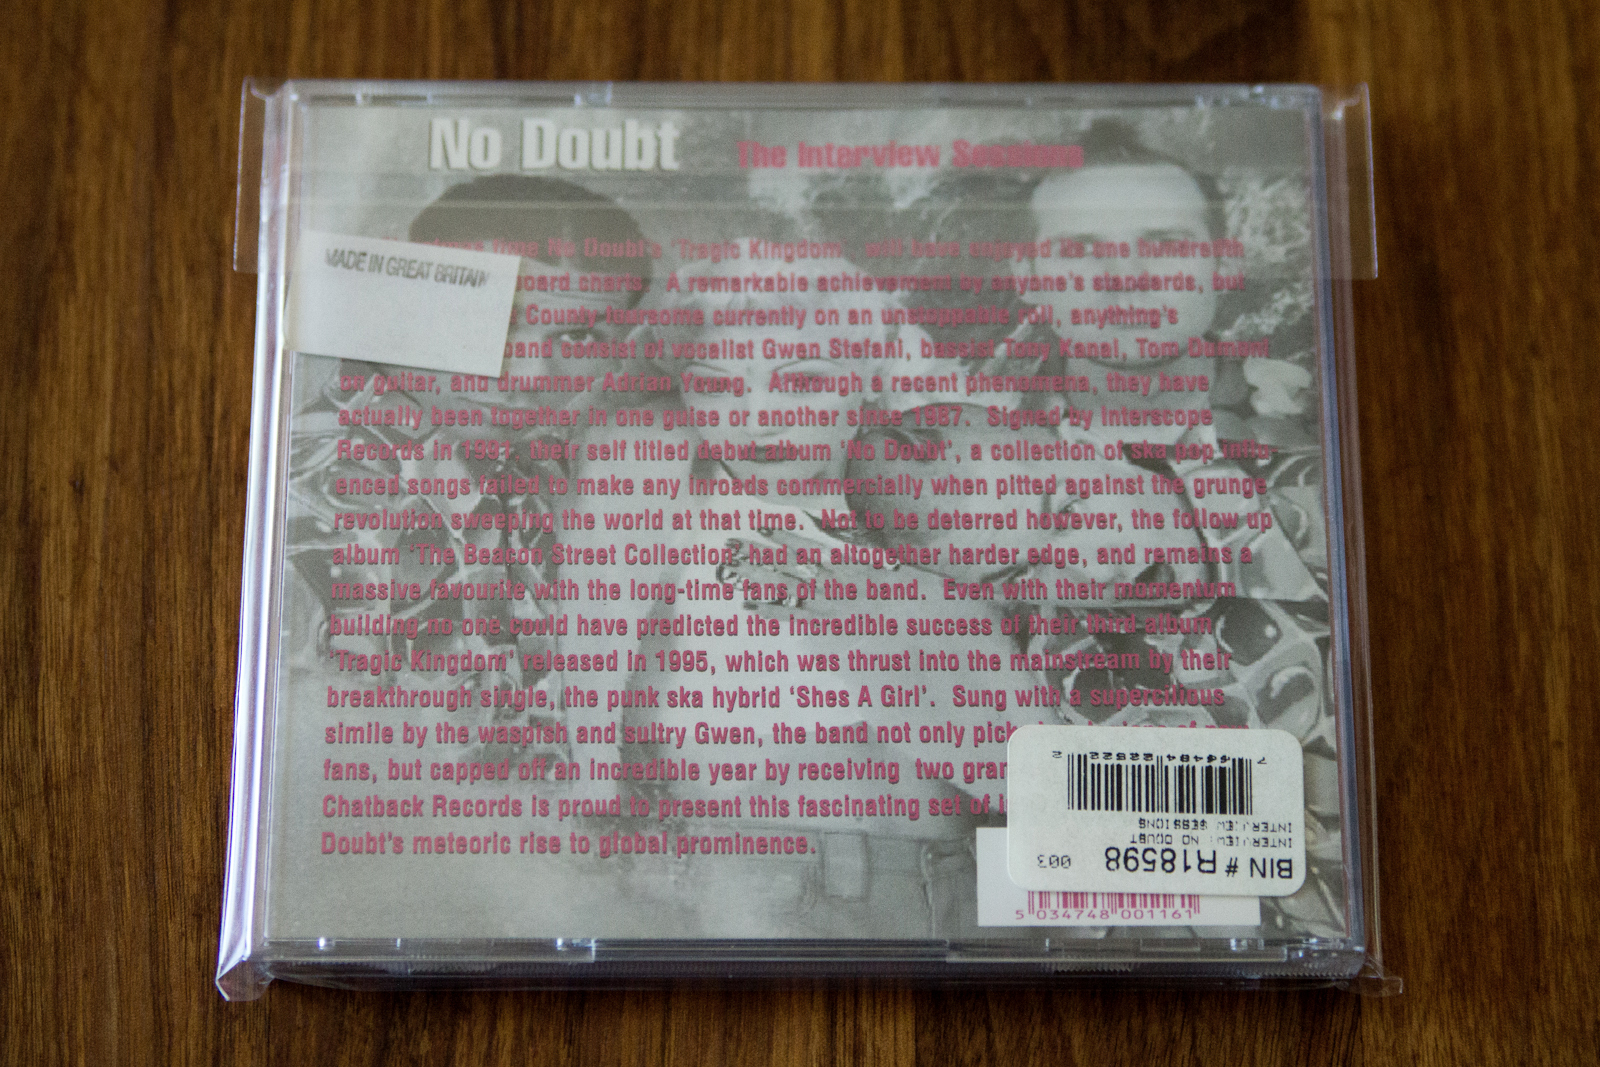 No Doubt The Interview Sessions
time No Doubt's 'Tragic Kingdom' will have enjoyed its one hundredth
MADE IN GREAT BRITAIN
board charts. A remarkable achievement by anyone's standards, but
County foursome currently on an unstoppable roll, anything's
band consist of vocalist Gwen Stefani, bassist Tony Kanal, Tom Dumont
on guitar, and drummer Adrian Young. Although a recent phenomena, they have
actually been together in one guise or another since 1987. Signed by Interscope
Records in 1991, their self titled debut album 'No Doubt', a collection of ska pop influ-
enced songs failed to make any inroads commercially when pitted against the grunge
revolution sweeping the world at that time. Not to be deterred however, the follow up
album 'The Beacon Street Collection' had an altogether harder edge, and remains a
massive favourite with the long-time fans of the band. Even with their momentum
building no one could have predicted the incredible success of their third album
'Tragic Kingdom' released in 1995, which was thrust into the mainstream by their
breakthrough single, the punk ska hybrid 'Shes A Girl'. Sung with a supercilious
simile by the waspish and sultry Gwen, the band not only pick
fans, but capped off an incredible year by receiving two gra
Chatback Records is proud to present this fascinating set of
Doubt's meteoric rise to global prominence.
BIN # R18598 003
INTERVIEW: NO DOUBT
INTERVIEW SESSIONS
5 034748 001161